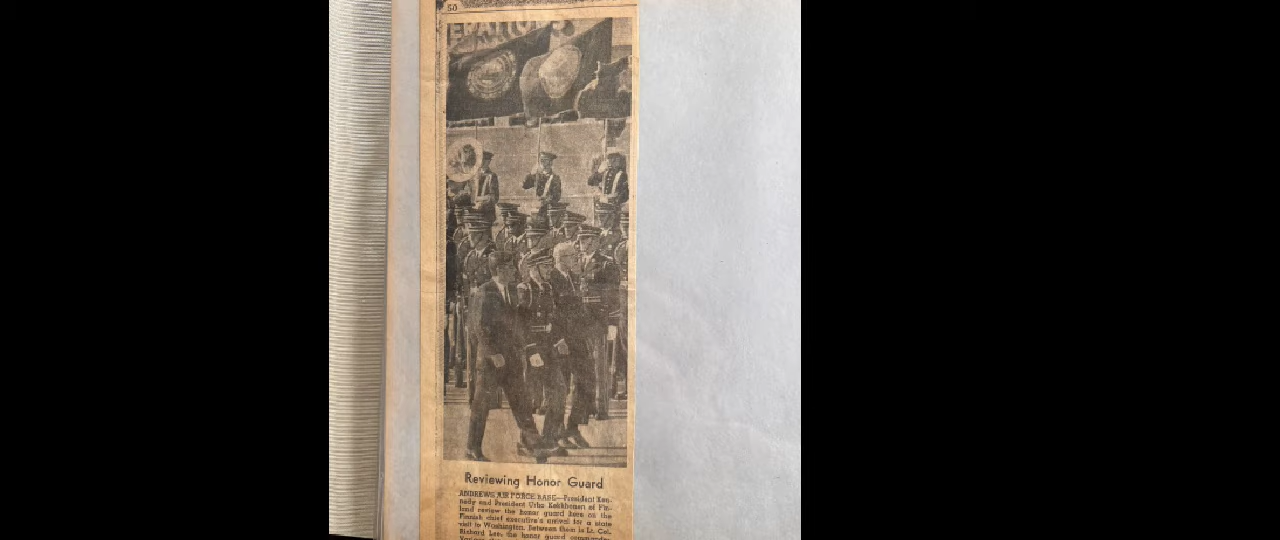 50
ERATIONS
Reviewing Honor Guard
ANDREWS AIR FORCE BASE—President Ken-
nedy and President Urho Kekkhonen of Fin-
land review the honor guard here on the
Finnish chief executive's arrival for a state
visit to Washington. Between them is Lt. Col.
Richard Lee, the honor guard commander.